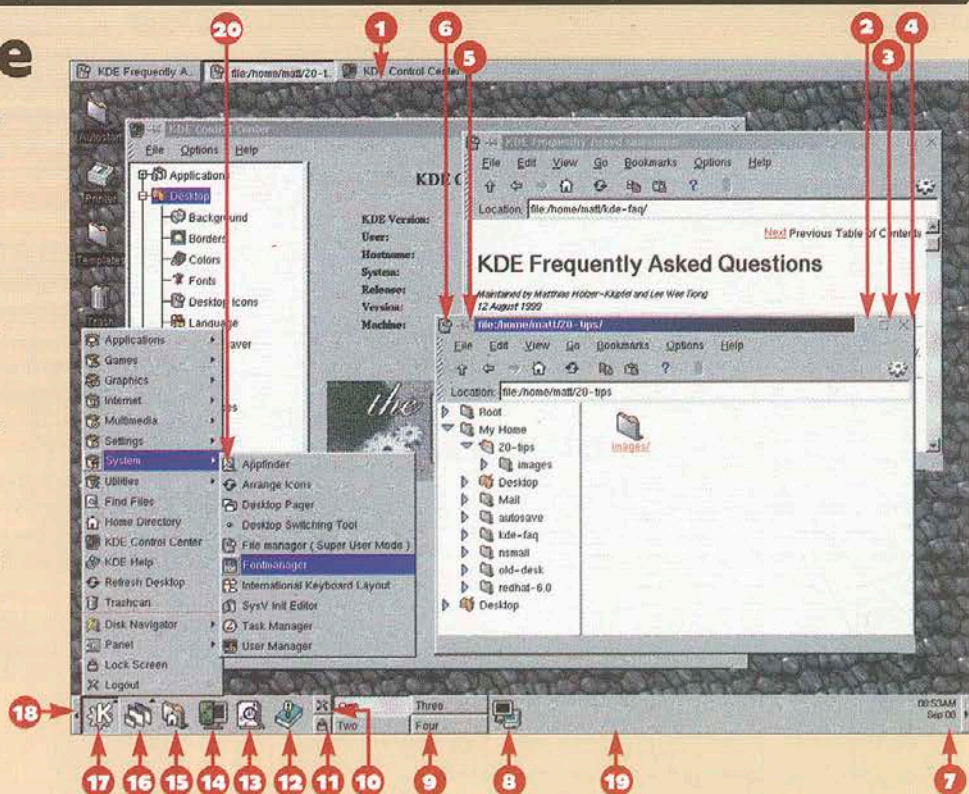 e
20
1
6
5
2
3
4
KDE Frequently A..
file:/home/matt/20-t..
KDE Control Center
Autostart
Printer
Templates
Trash
KDE Control Center
File Options Help
Applications
Desktop
Background
Borders
Colors
Fonts
Desktop Icons
Language
KDE Version:
User:
Hostname:
System:
Release:
Version:
Machine:
the
KDE Frequently Asked Questions
File Edit View Go Bookmarks Options Help
Location: file:/home/matt/kde-faq/
Next Previous Table of Contents
KDE Frequently Asked Questions
Maintained by Matthias Hölzer-Klüpfel and Lee Wee Tiong
12 August 1999
file:/home/matt/20-tips/
File Edit View Go Bookmarks Options Help
Location: file:/home/matt/20-tips
Root
My Home
20-tips
images
Desktop
Mail
autosave
kde-faq
nsmail
old-desk
redhat-6.0
Desktop
images/
Applications
Games
Graphics
Internet
Multimedia
Settings
System
Utilities
Find Files
Home Directory
KDE Control Center
KDE Help
Refresh Desktop
Trashcan
Disk Navigator
Panel
Lock Screen
Logout
Appfinder
Arrange Icons
Desktop Pager
Desktop Switching Tool
File manager ( Super User Mode )
Fontmanager
International Keyboard Layout
SysV Init Editor
Task Manager
User Manager
K
One
Two
Three
Four
08:53AM
Sep 08
18
17
16
15
14
13
12
11
10
9
8
19
7